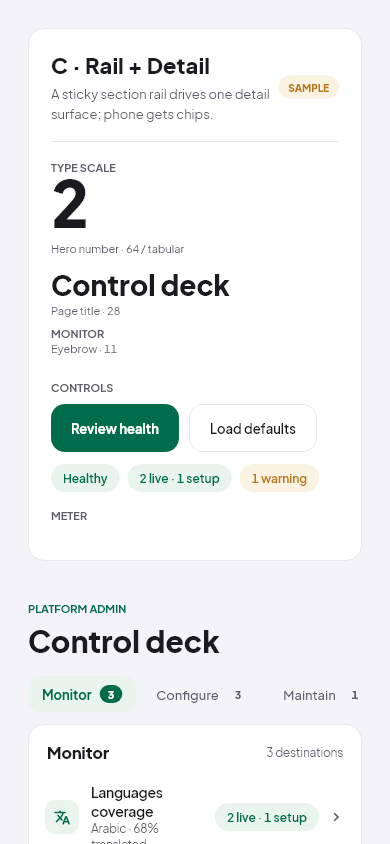 C · Rail + Detail
A sticky section rail drives one detail
surface; phone gets chips.
SAMPLE
TYPE SCALE
2
Hero number · 64 / tabular
Control deck
Page title · 28
MONITOR
Eyebrow · 11
CONTROLS
Review health
Load defaults
Healthy
2 live · 1 setup
1 warning
METER
PLATFORM ADMIN
Control deck
Monitor 3
Configure 3
Maintain 1
Monitor
3 destinations
Languages
coverage
Arabic · 68%
translated
2 live · 1 setup